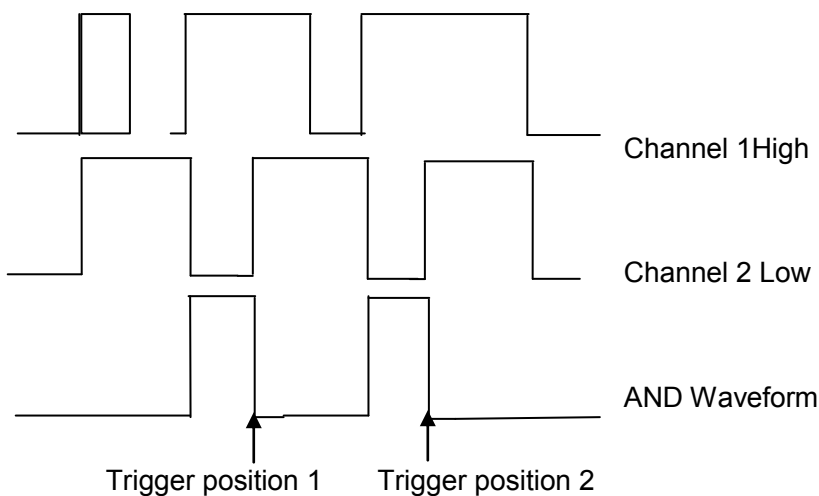 Channel 1High
Channel 2 Low
AND Waveform
Trigger position 1
Trigger position 2